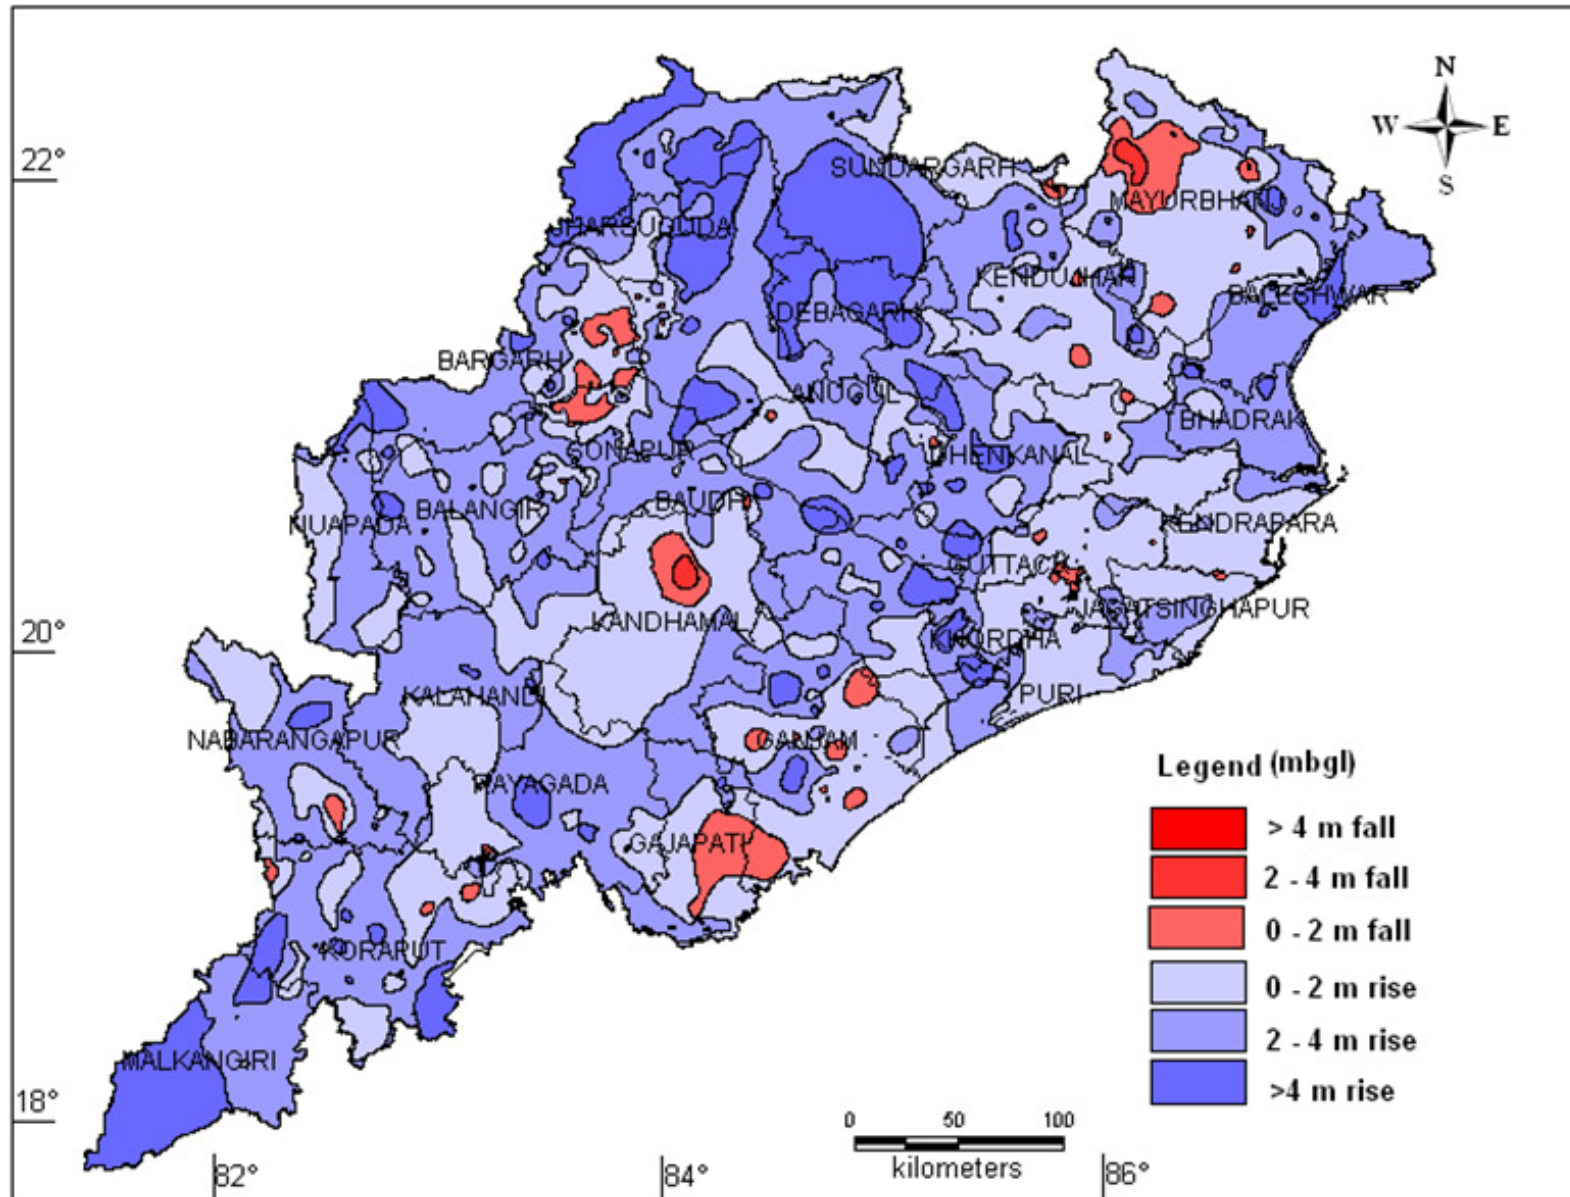 N
W E
S
22°
SUNDARGARH
MAYURBHANJ
JHARSUGUDA
KENDUJHAR
BALESHWAR
DEBAGARH
BARGARH
ANUGUL
BHADRAK
SONAPUR
DHENKANAL
BAUDH
BALANGIR
NUAPADA
KENDRAPARA
CUTTACK
JAGATSINGHAPUR
KANDHAMAL
KHORDHA
20°
KALAHANDI
PURI
NABARANGAPUR
GANJAM
RAYAGADA
GAJAPATI
KORAPUT
MALKANGIRI
18°
Legend (mbgl)
> 4 m fall
2 - 4 m fall
0 - 2 m fall
0 - 2 m rise
2 - 4 m rise
>4 m rise
0 50 100
kilometers
82° 84° 86°